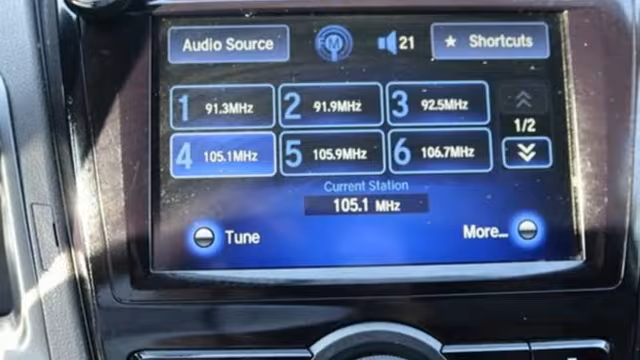 Audio Source FM 21 ★ Shortcuts
1 91.3MHz 2 91.9MHz 3 92.5MHz
1/2
4 105.1MHz 5 105.9MHz 6 106.7MHz
Current Station
105.1 MHz
Tune More...